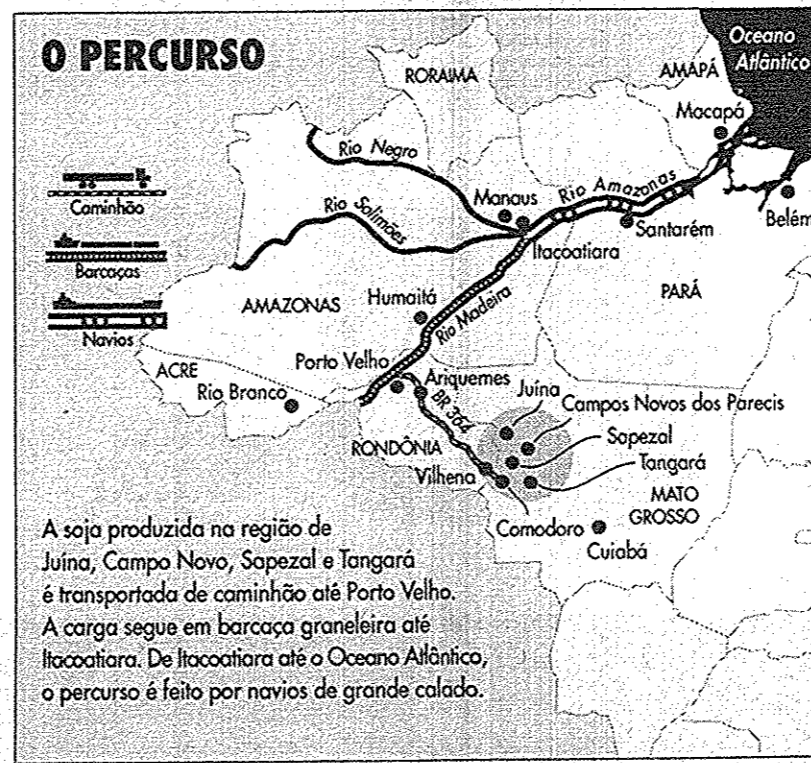 O PERCURSO
Oceano
Atlântico
RORAIMA
AMAPÁ
Macapá
Rio Negro
Caminhão
Rio Solimões
Manaus
Rio Amazonas
Santarém
Belém
Itacoatiara
Barcaças
AMAZONAS
Humaitá
Rio Madeira
PARÁ
Navios
Porto Velho
ACRE
Rio Branco
Ariquemes
BR 364
Juína
Campos Novos dos Parecis
Sapezal
RONDÔNIA
Vilhena
Tangará
MATO
GROSSO
Comodoro
Cuiabá
A soja produzida na região de
Juína, Campo Novo, Sapezal e Tangará
é transportada de caminhão até Porto Velho.
A carga segue em barcaça graneleira até
Itacoatiara. De Itacoatiara até o Oceano Atlântico,
o percurso é feito por navios de grande calado.